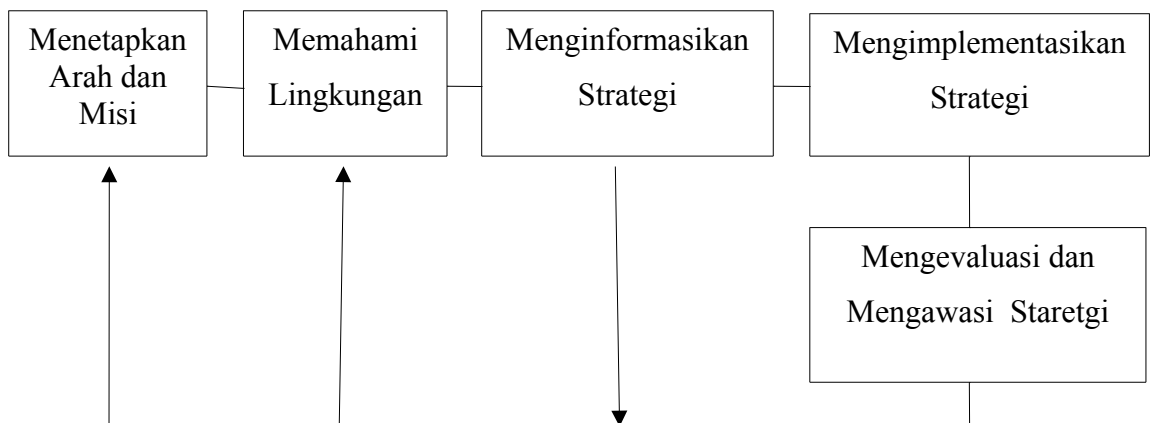 Menetapkan
Arah dan
Misi
Memahami
Lingkungan
Menginformasikan
Strategi
Mengimplementasikan
Strategi
Mengevaluasi dan
Mengawasi Staretgi